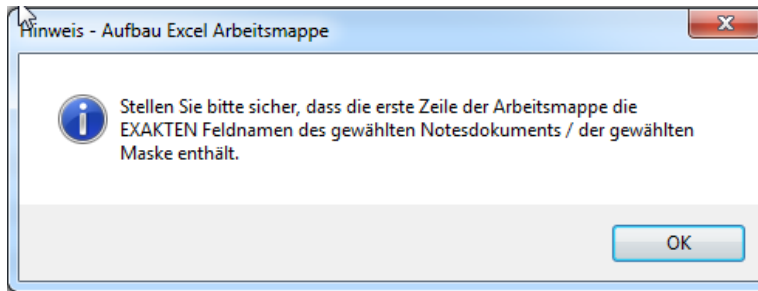 Hinweis - Aufbau Excel Arbeitsmappe
Stellen Sie bitte sicher, dass die erste Zeile der Arbeitsmappe die
EXAKTEN Feldnamen des gewählten Notesdokuments / der gewählten
Maske enthält.
OK